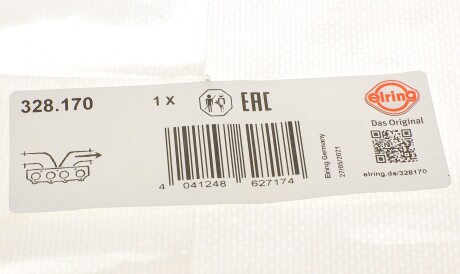 328.170
1 x
EAC
elring
Das Original
elring.de/328170
4 041248 627174
Elring Germany
27/05/2021